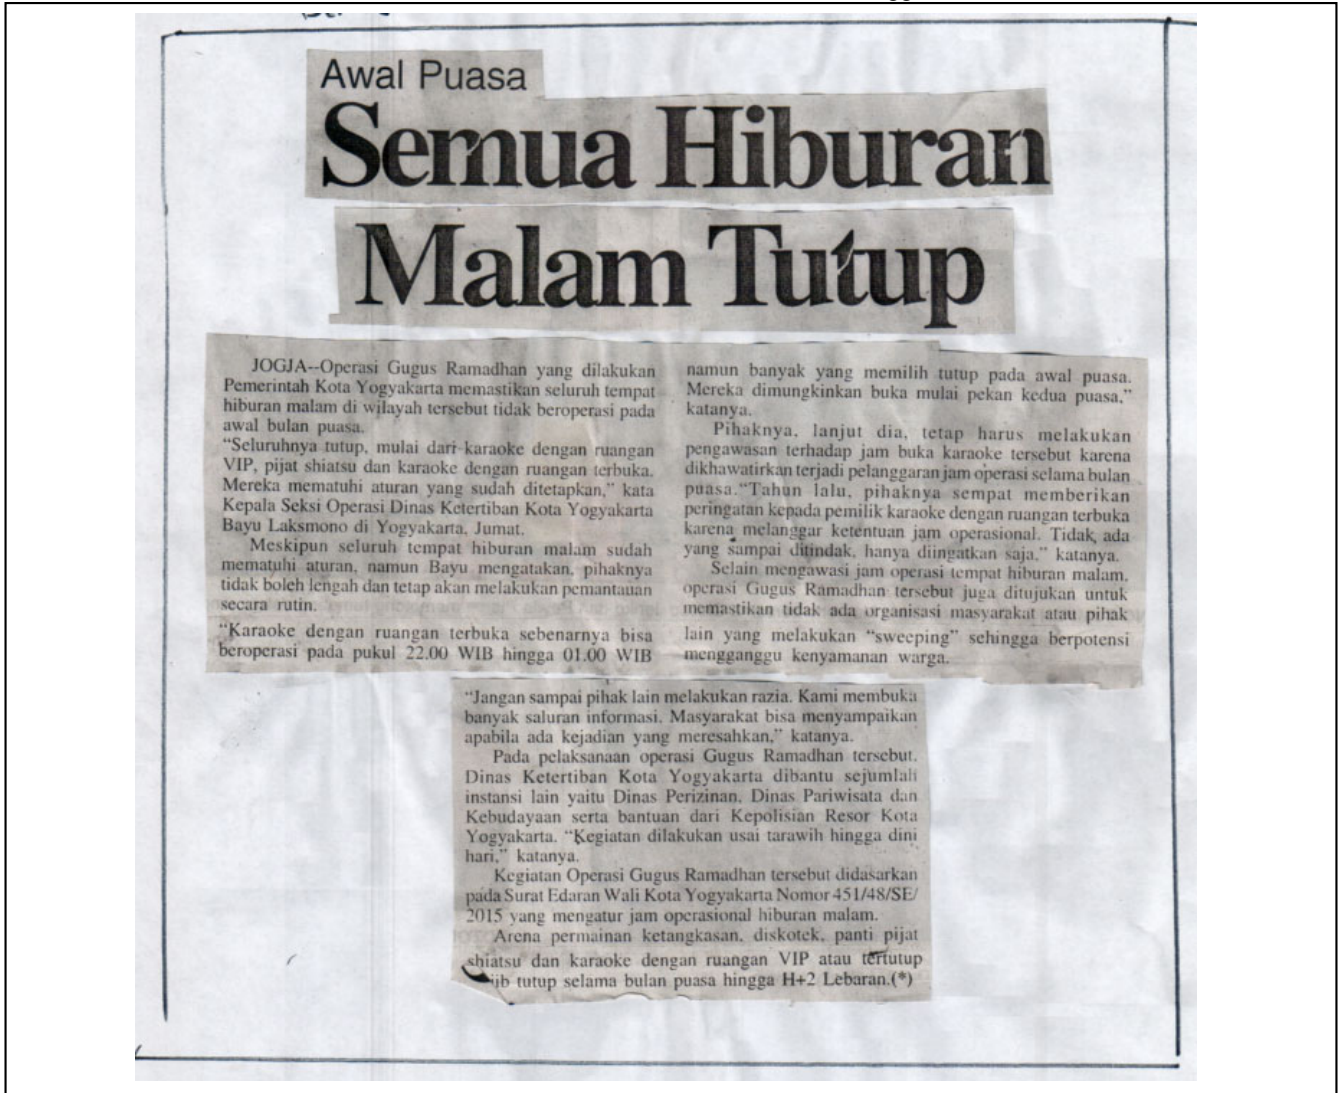 Awal Puasa
Semua Hiburan
Malam Tutup
JOGJA--Operasi Gugus Ramadhan yang dilakukan
Pemerintah Kota Yogyakarta memastikan seluruh tempat
hiburan malam di wilayah tersebut tidak beroperasi pada
awal bulan puasa.
“Seluruhnya tutup, mulai dari karaoke dengan ruangan
VIP, pijat shiatsu dan karaoke dengan ruangan terbuka.
Mereka mematuhi aturan yang sudah ditetapkan,” kata
Kepala Seksi Operasi Dinas Ketertiban Kota Yogyakarta
Bayu Laksmono di Yogyakarta, Jumat.
Meskipun seluruh tempat hiburan malam sudah
mematuhi aturan, namun Bayu mengatakan, pihaknya
tidak boleh lengah dan tetap akan melakukan pemantauan
secara rutin.
“Karaoke dengan ruangan terbuka sebenarnya bisa
beroperasi pada pukul 22.00 WIB hingga 01.00 WIB
namun banyak yang memilih tutup pada awal puasa.
Mereka dimungkinkan buka mulai pekan kedua puasa,”
katanya.
Pihaknya, lanjut dia, tetap harus melakukan
pengawasan terhadap jam buka karaoke tersebut karena
dikhawatirkan terjadi pelanggaran jam operasi selama bulan
puasa.“Tahun lalu, pihaknya sempat memberikan
peringatan kepada pemilik karaoke dengan ruangan terbuka
karena melanggar ketentuan jam operasional. Tidak ada
yang sampai ditindak, hanya diingatkan saja,” katanya.
Selain mengawasi jam operasi tempat hiburan malam,
operasi Gugus Ramadhan tersebut juga ditujukan untuk
memastikan tidak ada organisasi masyarakat atau pihak
lain yang melakukan “sweeping” sehingga berpotensi
mengganggu kenyamanan warga.
“Jangan sampai pihak lain melakukan razia. Kami membuka
banyak saluran informasi. Masyarakat bisa menyampaikan
apabila ada kejadian yang meresahkan,” katanya.
Pada pelaksanaan operasi Gugus Ramadhan tersebut,
Dinas Ketertiban Kota Yogyakarta dibantu sejumlah
instansi lain yaitu Dinas Perizinan, Dinas Pariwisata dan
Kebudayaan serta bantuan dari Kepolisian Resor Kota
Yogyakarta. “Kegiatan dilakukan usai tarawih hingga dini
hari,” katanya.
Kegiatan Operasi Gugus Ramadhan tersebut didasarkan
pada Surat Edaran Wali Kota Yogyakarta Nomor 451/48/SE/
2015 yang mengatur jam operasional hiburan malam.
Arena permainan ketangkasan, diskotek, panti pijat
shiatsu dan karaoke dengan ruangan VIP atau tertutup
tutup selama bulan puasa hingga H+2 Lebaran.(*)